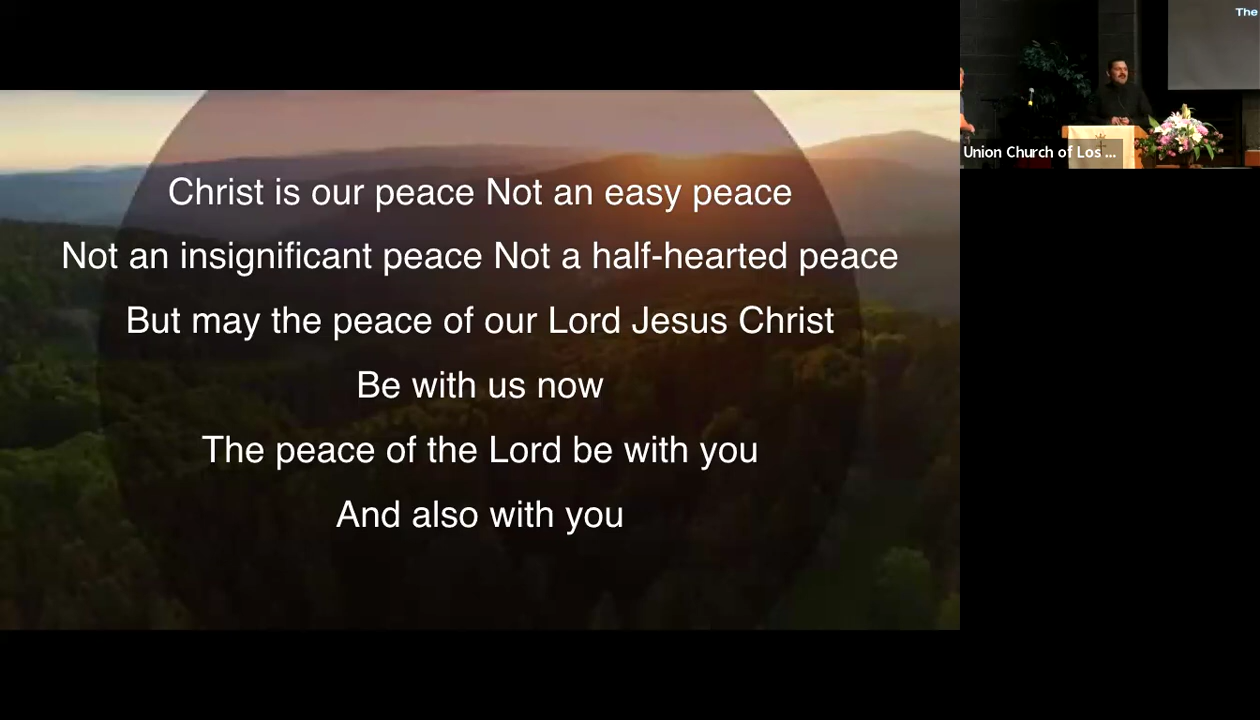 Christ is our peace Not an easy peace
Not an insignificant peace Not a half-hearted peace
But may the peace of our Lord Jesus Christ
Be with us now
The peace of the Lord be with you
And also with you
The
Union Church of Los ...